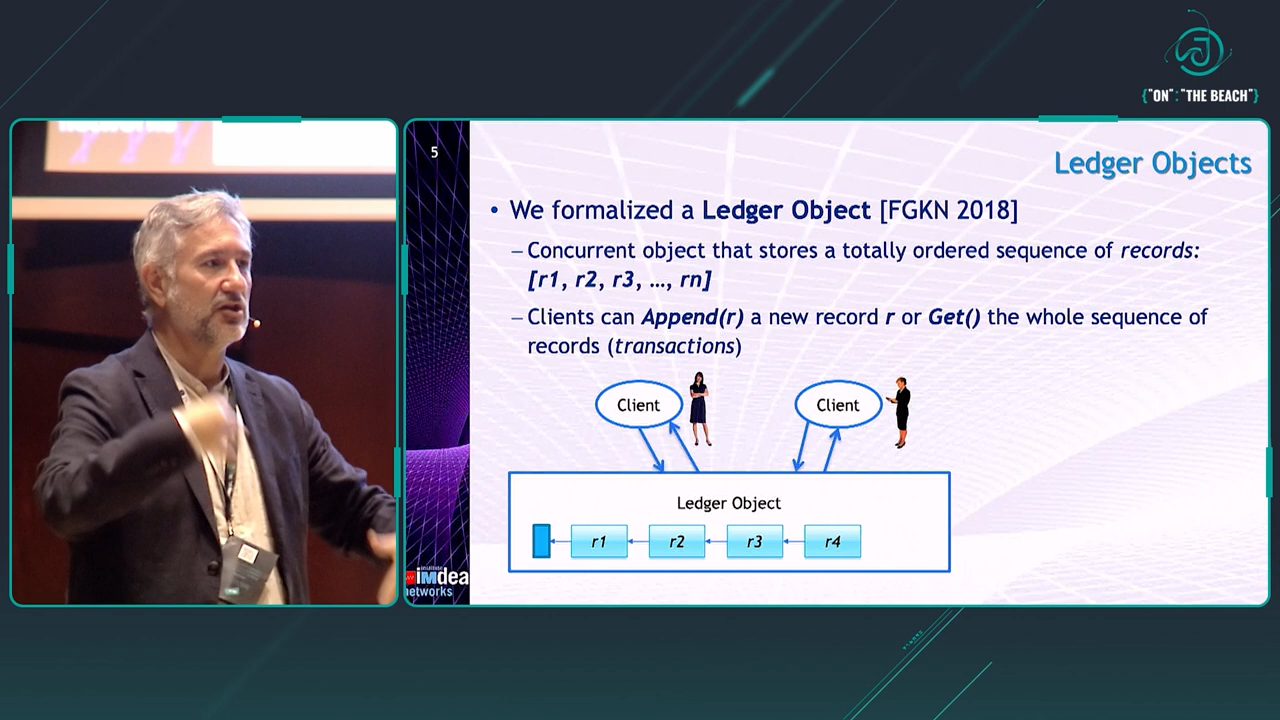 {"ON":"THE BEACH"}
5
Ledger Objects
• We formalized a Ledger Object [FGKN 2018]
– Concurrent object that stores a totally ordered sequence of records:
[r1, r2, r3, …, rn]
– Clients can Append(r) a new record r or Get() the whole sequence of
records (transactions)
Client
Client
Ledger Object
r1
r2
r3
r4
institute
iMdea
networks